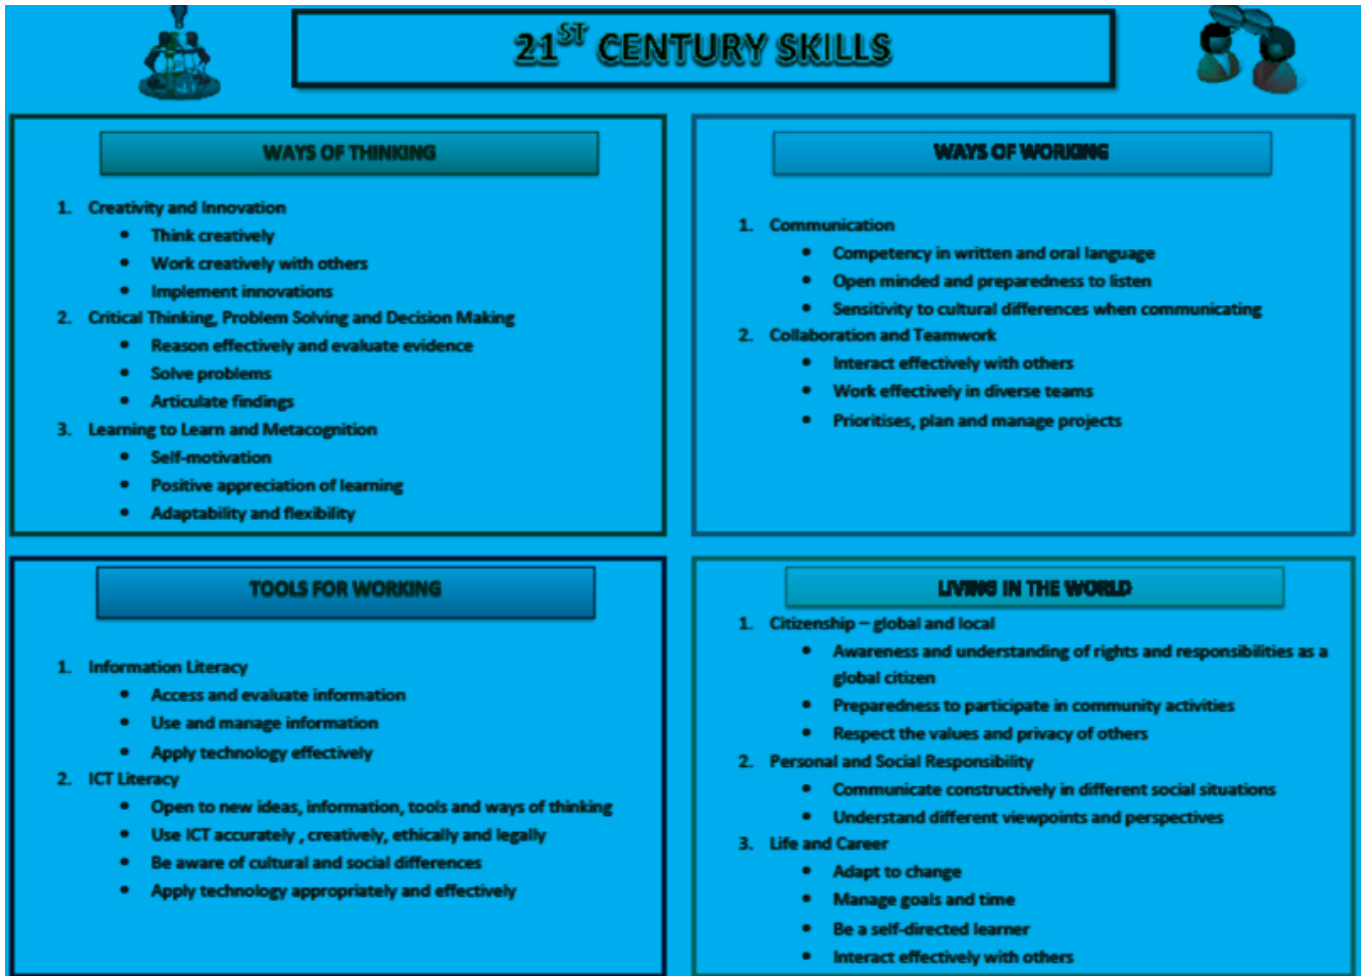 21ST CENTURY SKILLS
WAYS OF THINKING
1. Creativity and Innovation
• Think creatively
• Work creatively with others
• Implement innovations
2. Critical Thinking, Problem Solving and Decision Making
• Reason effectively and evaluate evidence
• Solve problems
• Articulate findings
3. Learning to Learn and Metacognition
• Self-motivation
• Positive appreciation of learning
• Adaptability and flexibility
WAYS OF WORKING
1. Communication
• Competency in written and oral language
• Open minded and preparedness to listen
• Sensitivity to cultural differences when communicating
2. Collaboration and Teamwork
• Interact effectively with others
• Work effectively in diverse teams
• Prioritises, plan and manage projects
TOOLS FOR WORKING
1. Information Literacy
• Access and evaluate information
• Use and manage information
• Apply technology effectively
2. ICT Literacy
• Open to new ideas, information, tools and ways of thinking
• Use ICT accurately , creatively, ethically and legally
• Be aware of cultural and social differences
• Apply technology appropriately and effectively
LIVING IN THE WORLD
1. Citizenship – global and local
• Awareness and understanding of rights and responsibilities as a
global citizen
• Preparedness to participate in community activities
• Respect the values and privacy of others
2. Personal and Social Responsibility
• Communicate constructively in different social situations
• Understand different viewpoints and perspectives
3. Life and Career
• Adapt to change
• Manage goals and time
• Be a self-directed learner
• Interact effectively with others